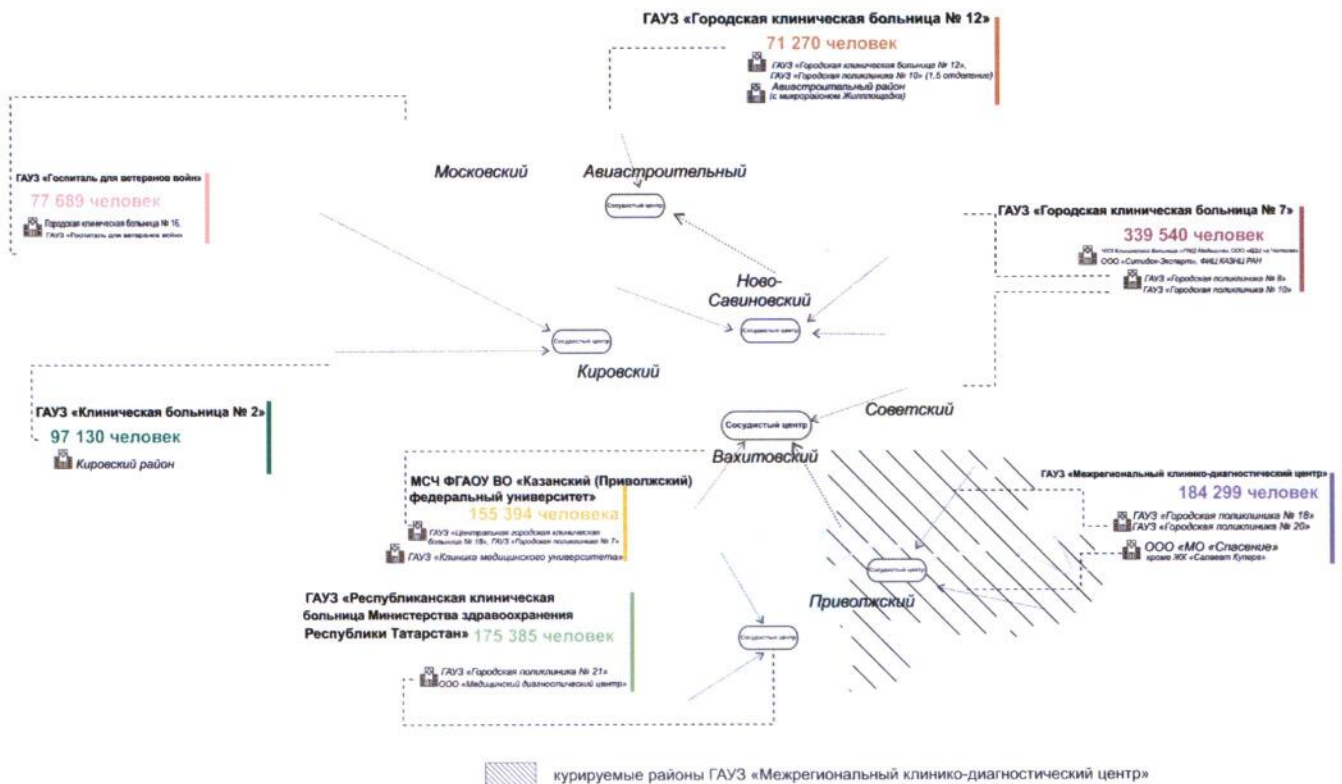 ГАУЗ «Городская клиническая больница № 12»
71 270 человек
ГАУЗ «Городская клиническая больница № 12»,
ГАУЗ «Городская поликлиника № 10» (1,5 отделение)
Авиастроительный район
(с микрорайоном Жилплощадка)
Московский
Авиастроительный
Сосудистый центр
ГАУЗ «Госпиталь для ветеранов войн»
77 689 человек
Городская клиническая больница № 16,
ГАУЗ «Госпиталь для ветеранов войн»
ГАУЗ «Городская клиническая больница № 7»
339 540 человек
ЧУЗ Клиническая больница «РЖД-Медицина», ООО
ООО «Ситидок-Эксперт», ФИЦ КАЗНЦ РАН
ГАУЗ «Городская поликлиника № 8»
ГАУЗ «Городская поликлиника № 10»
Ново-
Савиновский
Сосудистый центр
Сосудистый центр
Кировский
ГАУЗ «Клиническая больница № 2»
97 130 человек
Кировский район
Советский
Сосудистый центр
Вахитовский
МСЧ ФГАОУ ВО «Казанский (Приволжский)
федеральный университет»
155 394 человека
ГАУЗ «Центральная городская клиническая
больница № 18», ГАУЗ «Городская поликлиника № 7»
ГАУЗ «Клиника медицинского университета»
ГАУЗ «Межрегиональный клинико-диагностический центр»
184 299 человек
ГАУЗ «Городская поликлиника № 18»
ГАУЗ «Городская поликлиника № 20»
ООО «МО «Спасение»
кроме ЖК «Салават Купере»
Сосудистый центр
Приволжский
ГАУЗ «Республиканская клиническая
больница Министерства здравоохранения
Республики Татарстан» 175 385 человек
ГАУЗ «Городская поликлиника № 21»
ООО «Медицинский диагностический центр»
Сосудистый центр
курируемые районы ГАУЗ «Межрегиональный клинико-диагностический центр»